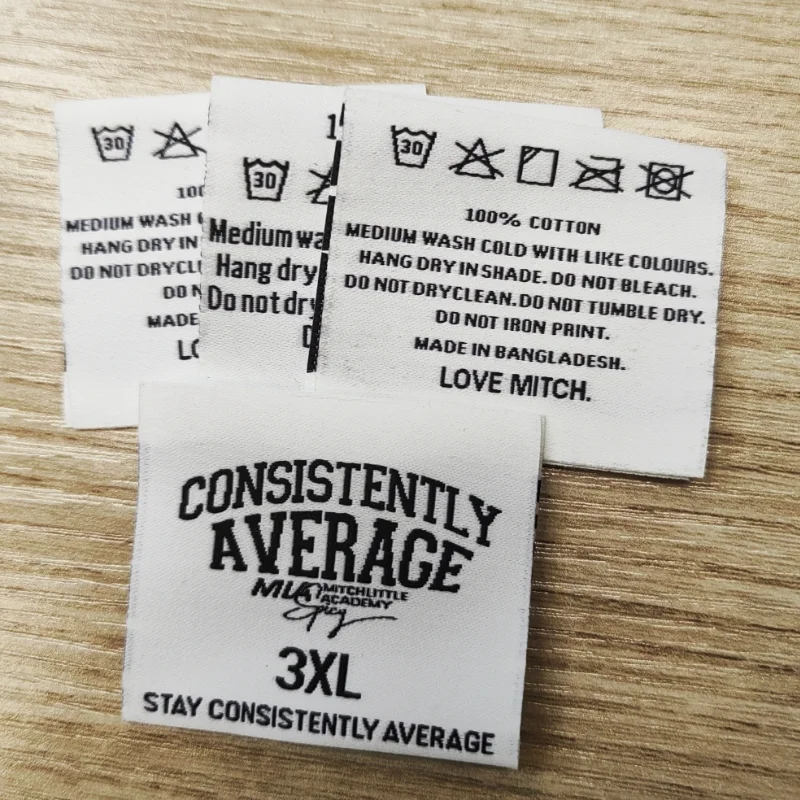 30
100
MEDIUM WASH
HANG DRY IN
DO NOT DRYCL
DO N
MADE
LO
30
Medium wa
Hang dry
Do not dry
30
100% COTTON
MEDIUM WASH COLD WITH LIKE COLOURS.
HANG DRY IN SHADE. DO NOT BLEACH.
DO NOT DRYCLEAN. DO NOT TUMBLE DRY.
DO NOT IRON PRINT.
MADE IN BANGLADESH.
LOVE MITCH.
CONSISTENTLY
AVERAGE
MITCHLITTLE
ACADEMY
Spicy
3XL
STAY CONSISTENTLY AVERAGE